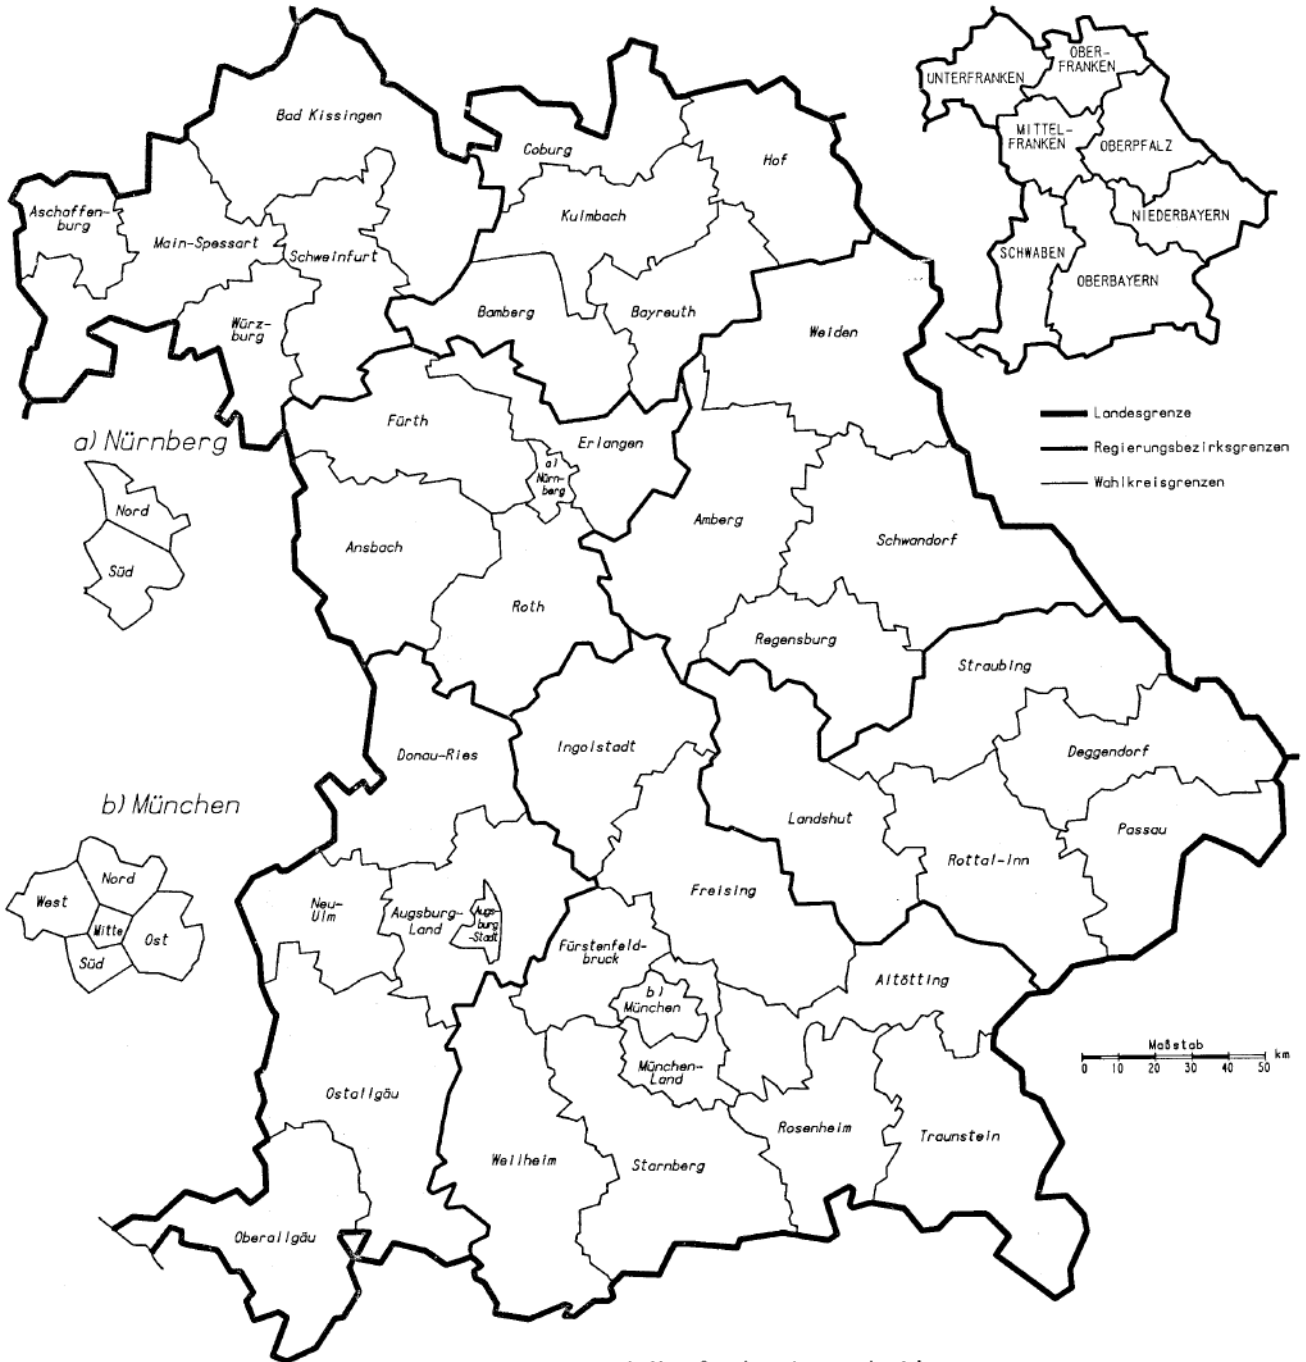 Bad Kissingen
Coburg
Hof
Aschaffen-
burg
Main-Spessart
Schweinfurt
Kulmbach
Würz-
burg
Bamberg
Bayreuth
Weiden
UNTERFRANKEN
OBER-
FRANKEN
MITTEL-
FRANKEN
OBERPFALZ
NIEDERBAYERN
SCHWABEN
OBERBAYERN
Landesgrenze
Regierungsbezirksgrenzen
Wahlkreisgrenzen
a) Nürnberg
Nord
Süd
Fürth
Erlangen
a)
Nürn-
berg
Ansbach
Roth
Amberg
Schwandorf
Regensburg
Straubing
Donau-Ries
Ingolstadt
Deggendorf
Landshut
Rottal-Inn
Passau
b) München
Nord
West
Mitte
Ost
Süd
Neu-
Ulm
Augsburg-
Land
Augs-
burg
-Stadt
Freising
Fürstenfeld-
bruck
b)
München
Altötting
München-
Land
Maßstab
0 10 20 30 40 50 km
Ostallgäu
Weilheim
Starnberg
Rosenheim
Traunstein
Oberallgäu